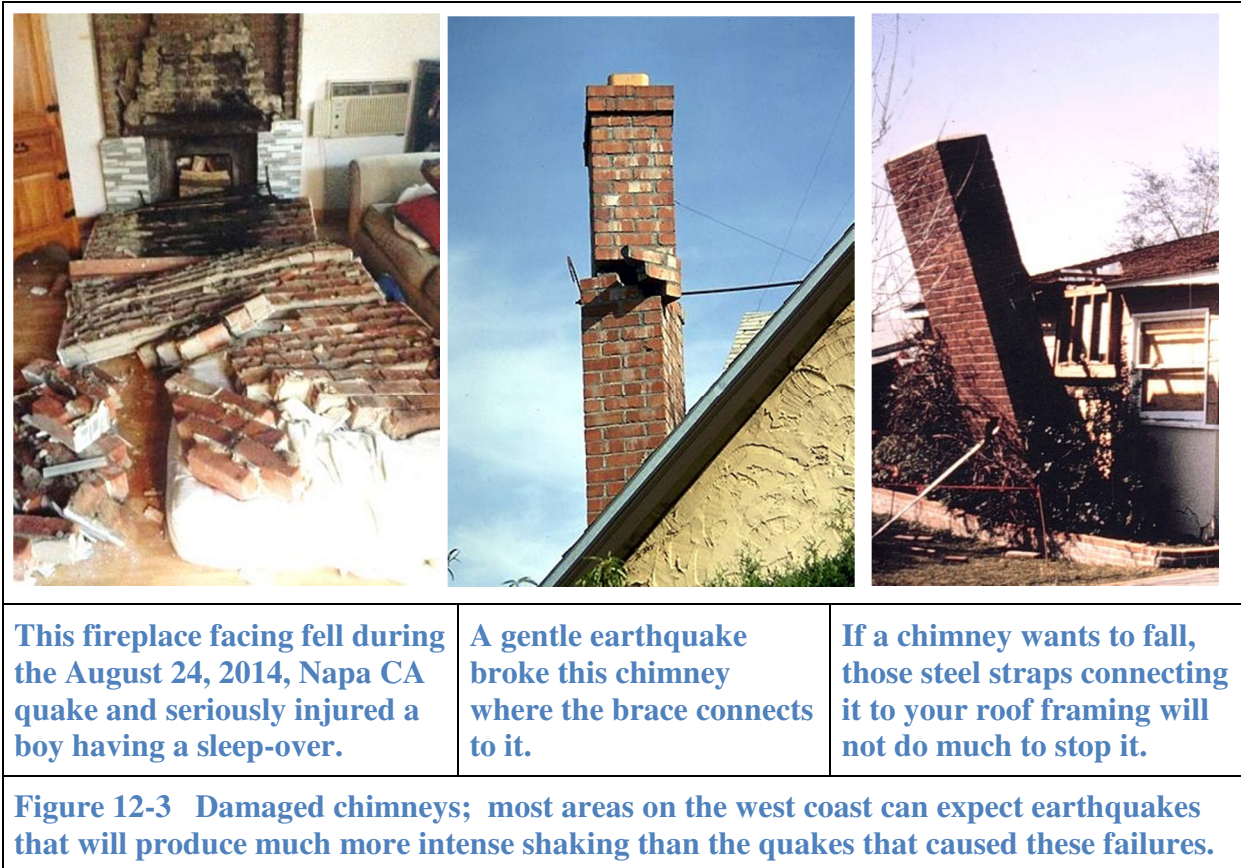 This fireplace facing fell during
the August 24, 2014, Napa CA
quake and seriously injured a
boy having a sleep-over.
A gentle earthquake
broke this chimney
where the brace connects
to it.
If a chimney wants to fall,
those steel straps connecting
it to your roof framing will
not do much to stop it.
Figure 12-3 Damaged chimneys; most areas on the west coast can expect earthquakes
that will produce much more intense shaking than the quakes that caused these failures.